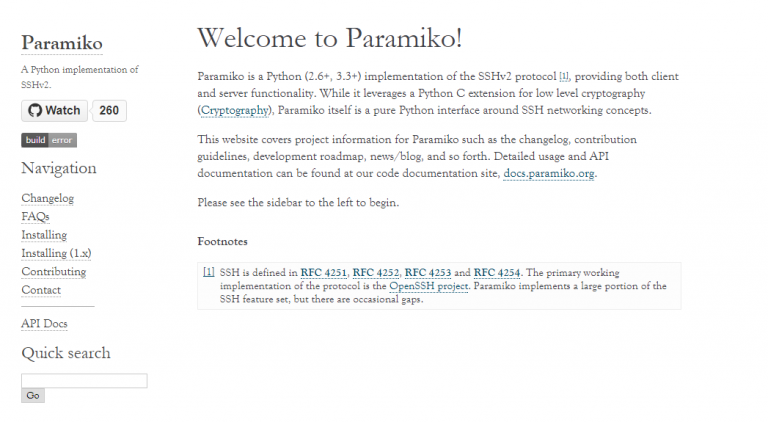 Paramiko
A Python implementation of
SSHv2.
Watch 260
build error
Navigation
Changelog
FAQs
Installing
Installing (1.x)
Contributing
Contact
API Docs
Quick search
Go
Welcome to Paramiko!
Paramiko is a Python (2.6+, 3.3+) implementation of the SSHv2 protocol [1], providing both client
and server functionality. While it leverages a Python C extension for low level cryptography
(Cryptography), Paramiko itself is a pure Python interface around SSH networking concepts.
This website covers project information for Paramiko such as the changelog, contribution
guidelines, development roadmap, news/blog, and so forth. Detailed usage and API
documentation can be found at our code documentation site, docs.paramiko.org.
Please see the sidebar to the left to begin.
Footnotes
[1] SSH is defined in RFC 4251, RFC 4252, RFC 4253 and RFC 4254. The primary working
implementation of the protocol is the OpenSSH project. Paramiko implements a large portion of the
SSH feature set, but there are occasional gaps.